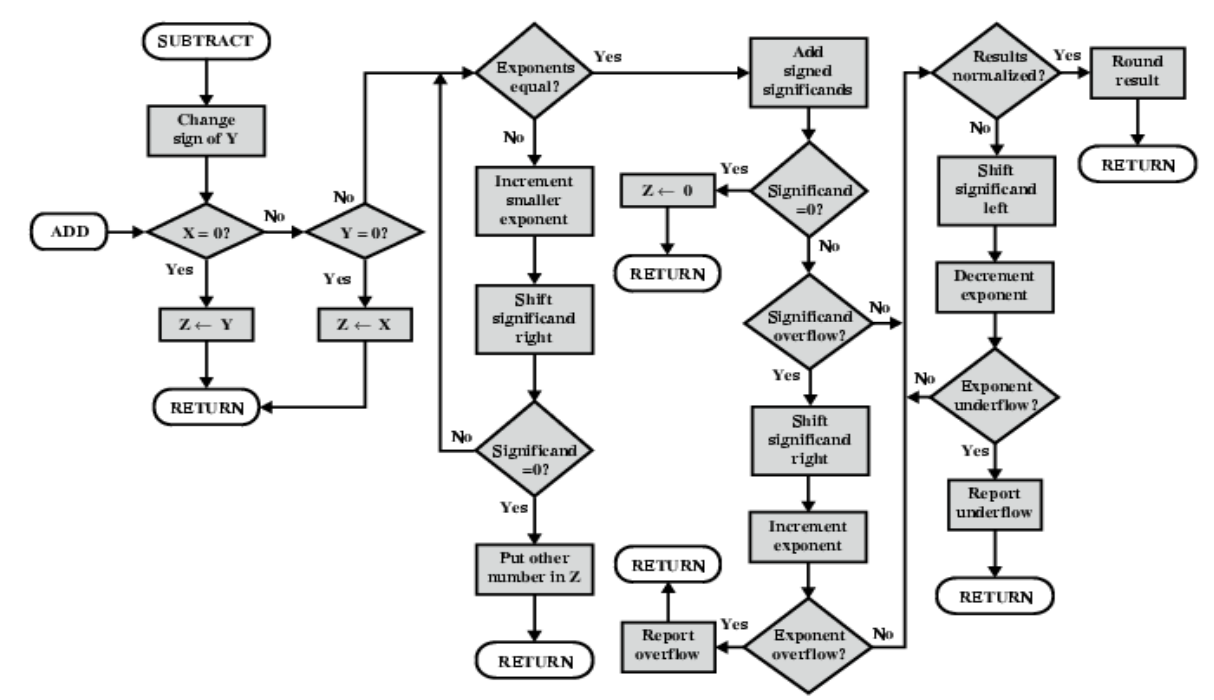 SUBTRACT
Change
sign of Y
ADD
X = 0?
No
Yes
Z ← Y
RETURN
Y = 0?
No
Yes
Z ← X
Exponents
equal?
Yes
No
Increment
smaller
exponent
Shift
significand
right
Significand
=0?
No
Yes
Put other
number in Z
RETURN
Add
signed
significands
Significand
=0?
Yes
Z ← 0
RETURN
No
Significand
overflow?
No
Yes
Shift
significand
right
Increment
exponent
Exponent
overflow?
Yes
Report
overflow
RETURN
No
Results
normalized?
Yes
Round
result
RETURN
No
Shift
significand
left
Decrement
exponent
Exponent
underflow?
No
Yes
Report
underflow
RETURN